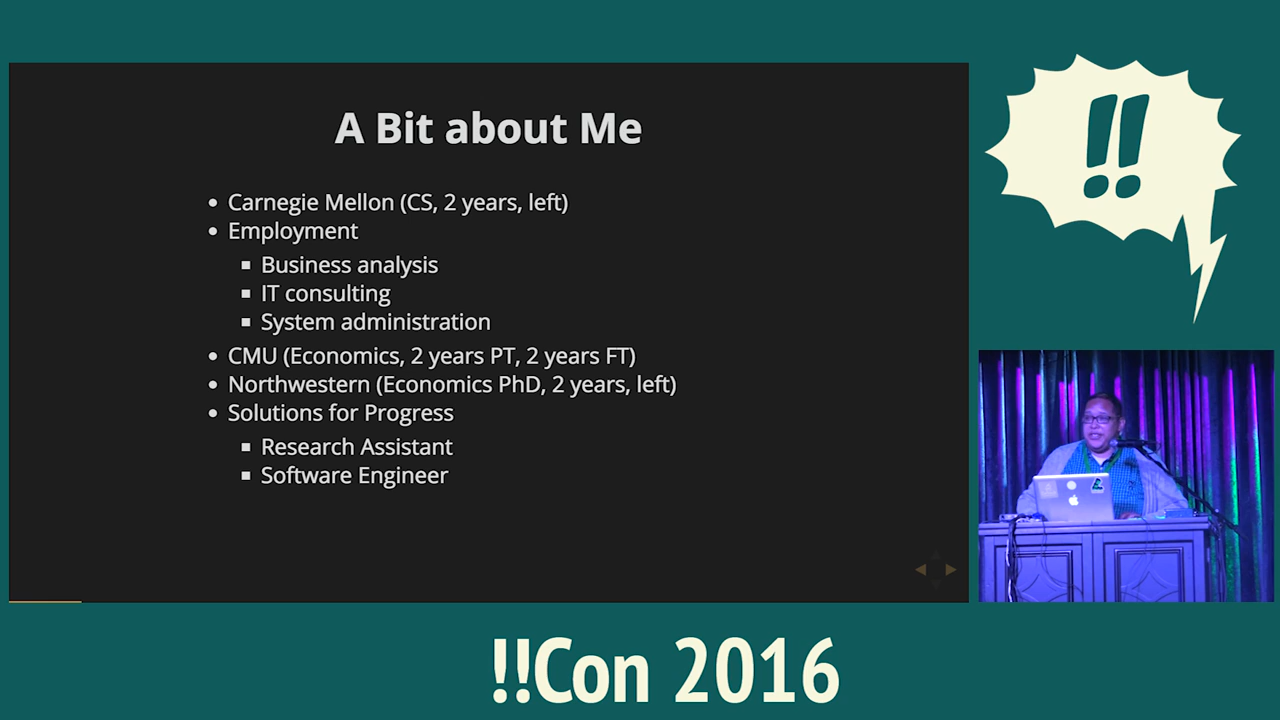 A Bit about Me
Carnegie Mellon (CS, 2 years, left)
Employment
Business analysis
IT consulting
System administration
CMU (Economics, 2 years PT, 2 years FT)
Northwestern (Economics PhD, 2 years, left)
Solutions for Progress
Research Assistant
Software Engineer
!!
!!Con 2016